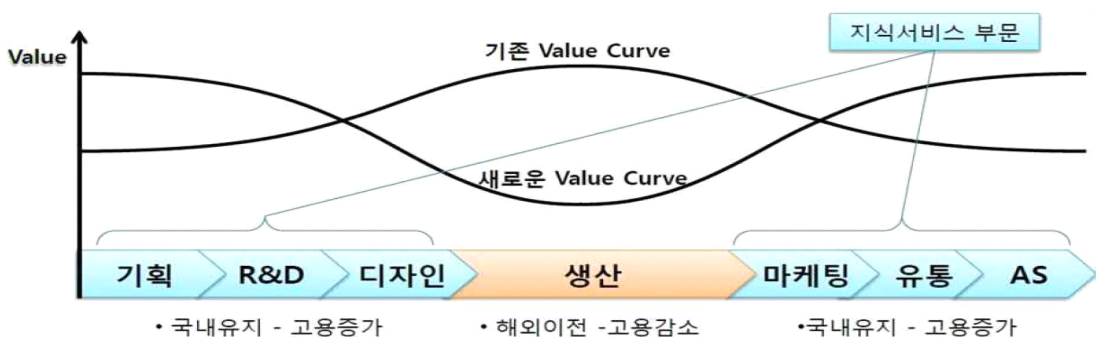 지식서비스 부문
Value
기존 Value Curve
새로운 Value Curve
기획 R&D 디자인 생산 마케팅 유통 AS
• 국내유지 - 고용증가 • 해외이전 -고용감소 •국내유지 - 고용증가